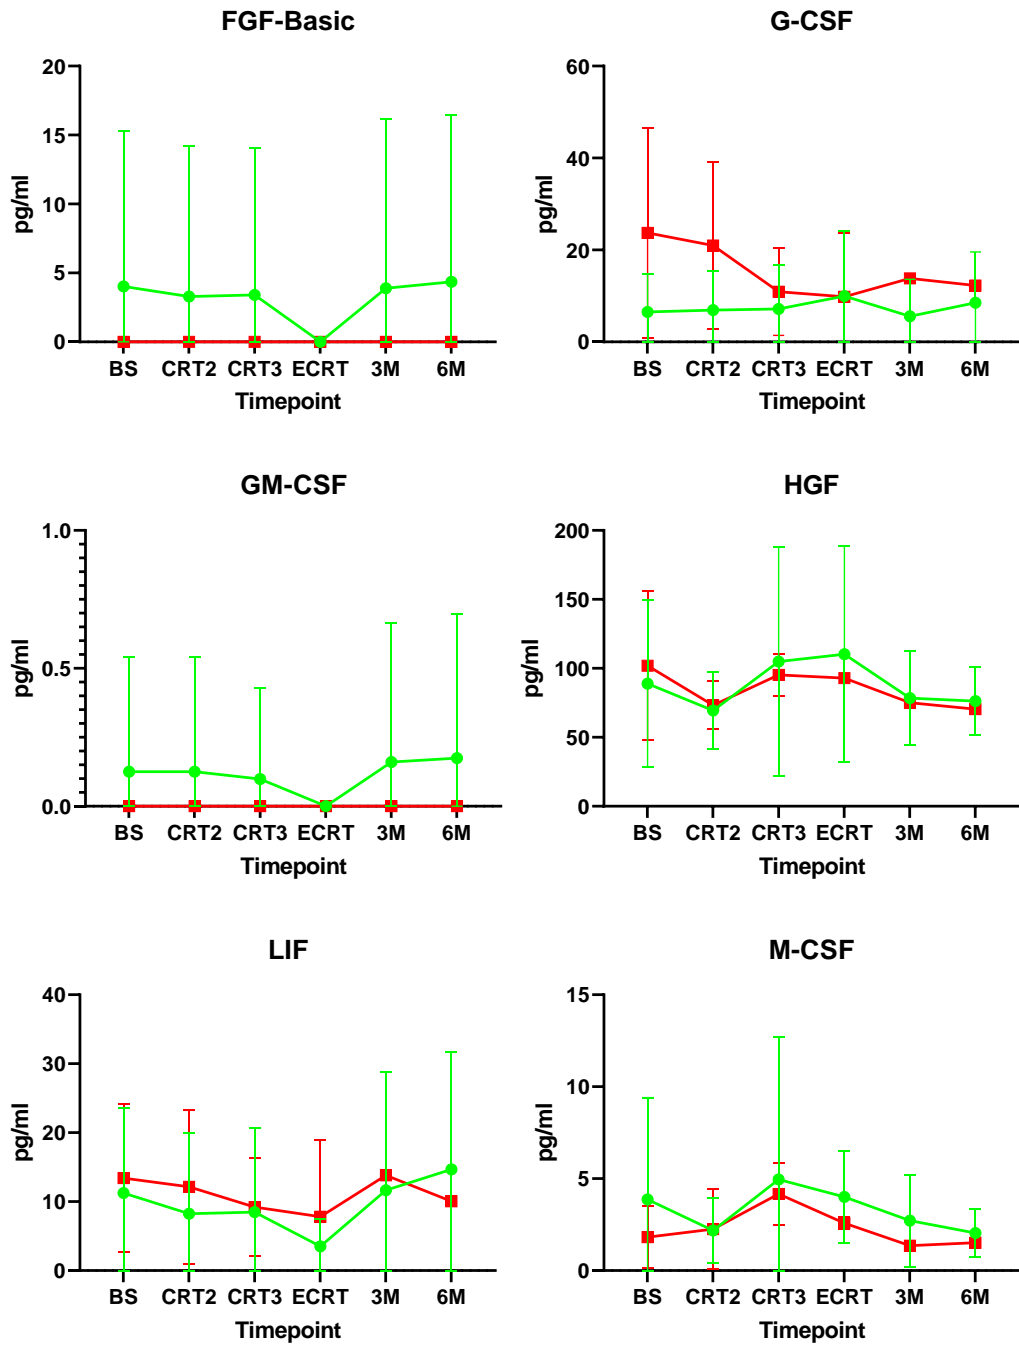 FGF-Basic
20
15
10
5
0
pg/ml
BS CRT2 CRT3 ECRT 3M 6M
Timepoint
G-CSF
60
40
20
0
pg/ml
BS CRT2 CRT3 ECRT 3M 6M
Timepoint
GM-CSF
1.0
0.5
0.0
pg/ml
BS CRT2 CRT3 ECRT 3M 6M
Timepoint
HGF
200
150
100
50
0
pg/ml
BS CRT2 CRT3 ECRT 3M 6M
Timepoint
LIF
40
30
20
10
0
pg/ml
BS CRT2 CRT3 ECRT 3M 6M
Timepoint
M-CSF
15
10
5
0
pg/ml
BS CRT2 CRT3 ECRT 3M 6M
Timepoint